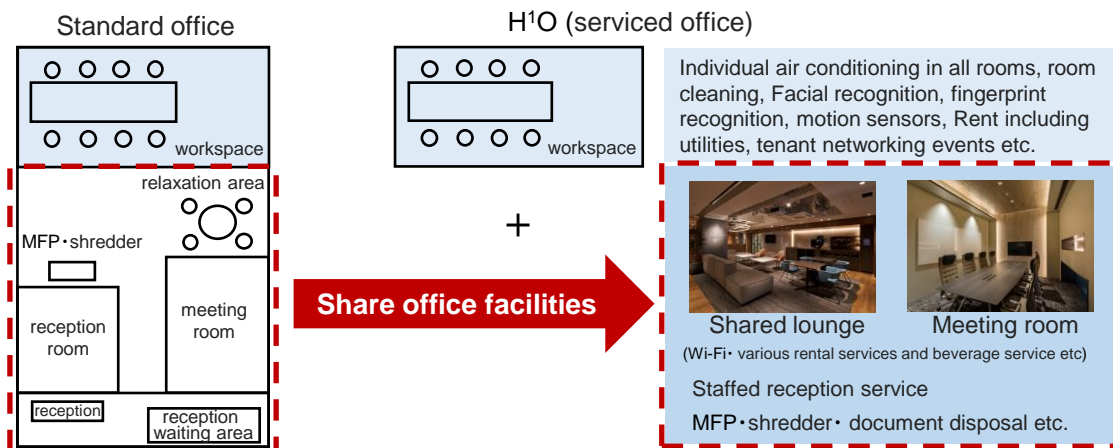 Standard office
workspace
relaxation area
MFP・shredder
reception
room
meeting
room
reception
reception
waiting area
H¹O (serviced office)
workspace
+
Share office facilities
Individual air conditioning in all rooms, room
cleaning, Facial recognition, fingerprint
recognition, motion sensors, Rent including
utilities, tenant networking events etc.
Shared lounge
Meeting room
(Wi-Fi・ various rental services and beverage service etc)
Staffed reception service
MFP・shredder・ document disposal etc.